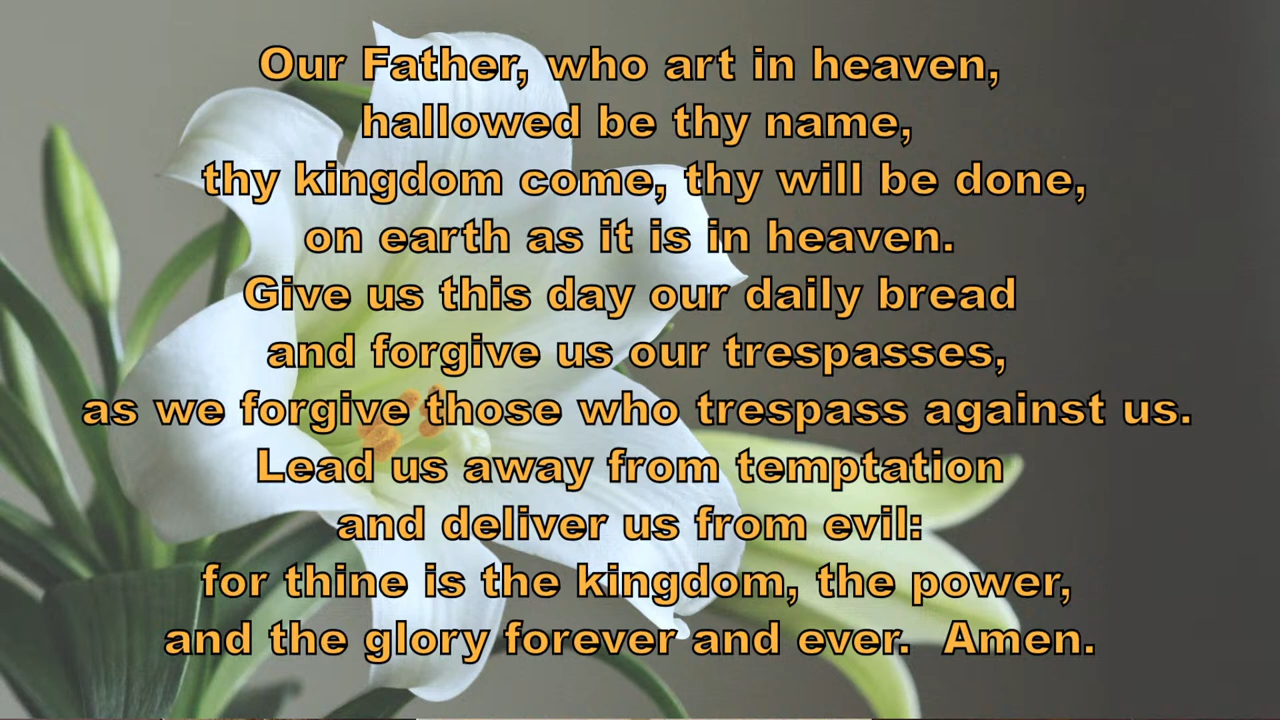 Our Father, who art in heaven,
hallowed be thy name,
thy kingdom come, thy will be done,
on earth as it is in heaven.
Give us this day our daily bread
and forgive us our trespasses,
as we forgive those who trespass against us.
Lead us away from temptation
and deliver us from evil:
for thine is the kingdom, the power,
and the glory forever and ever.  Amen.